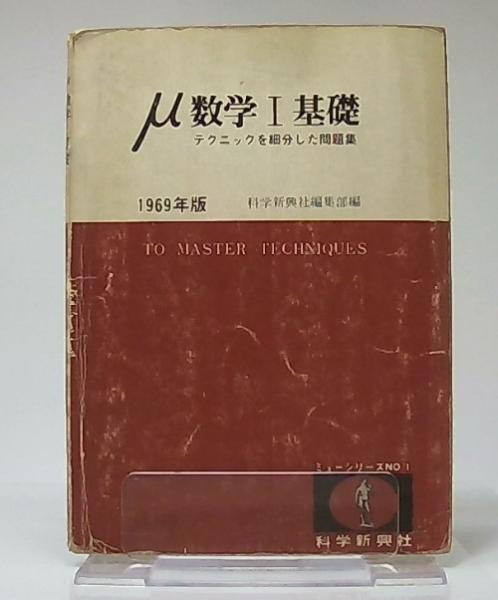 μ数学Ⅰ基礎
テクニックを細分した問題集
1969年版 科学新興社編集部編
TO MASTER TECHNIQUES
ミューシリーズNO.1
科学新興社